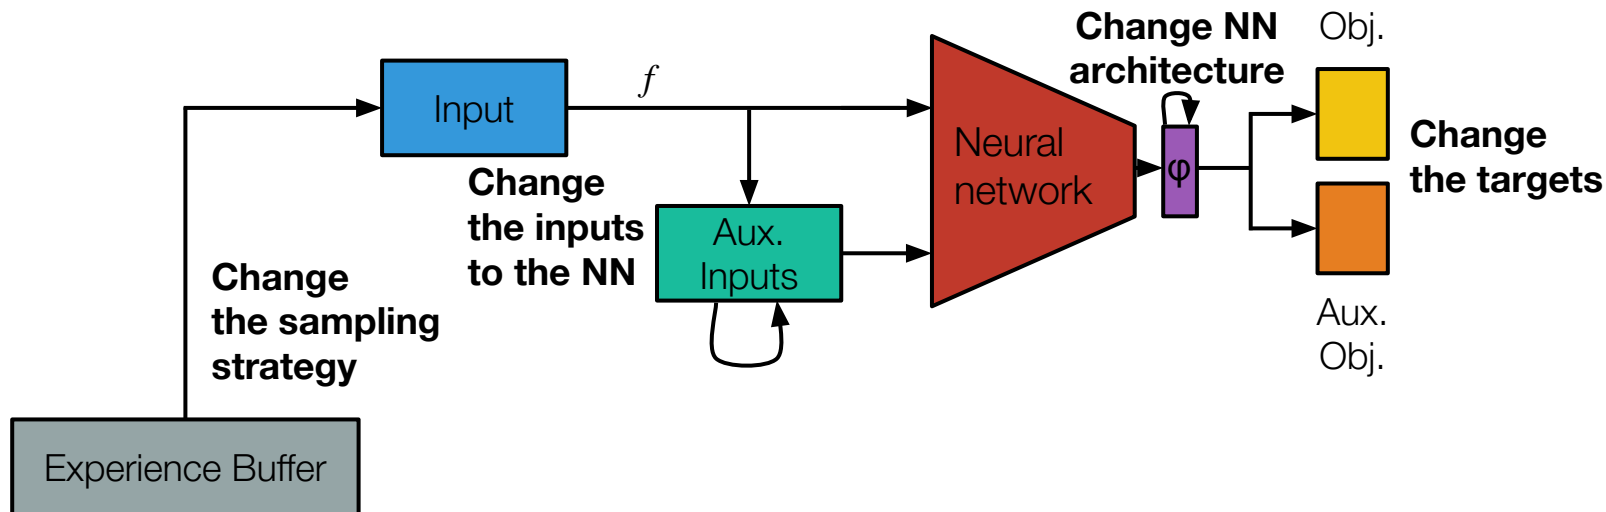 Change NN
architecture
Obj.
Input
f
Neural
network
φ
Change
the targets
Change
the inputs
to the NN
Aux.
Inputs
Change
the sampling
strategy
Aux.
Obj.
Experience Buffer